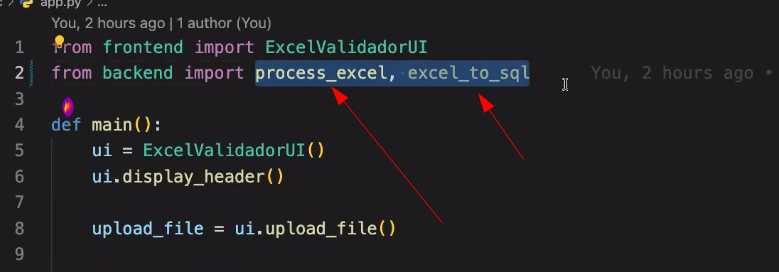 app.py > ...
You, 2 hours ago | 1 author (You)
1 from frontend import ExcelValidadorUI
2 from backend import process_excel, excel_to_sql You, 2 hours ago •
3
4 def main():
5 ui = ExcelValidadorUI()
6 ui.display_header()
7
8 upload_file = ui.upload_file()
9